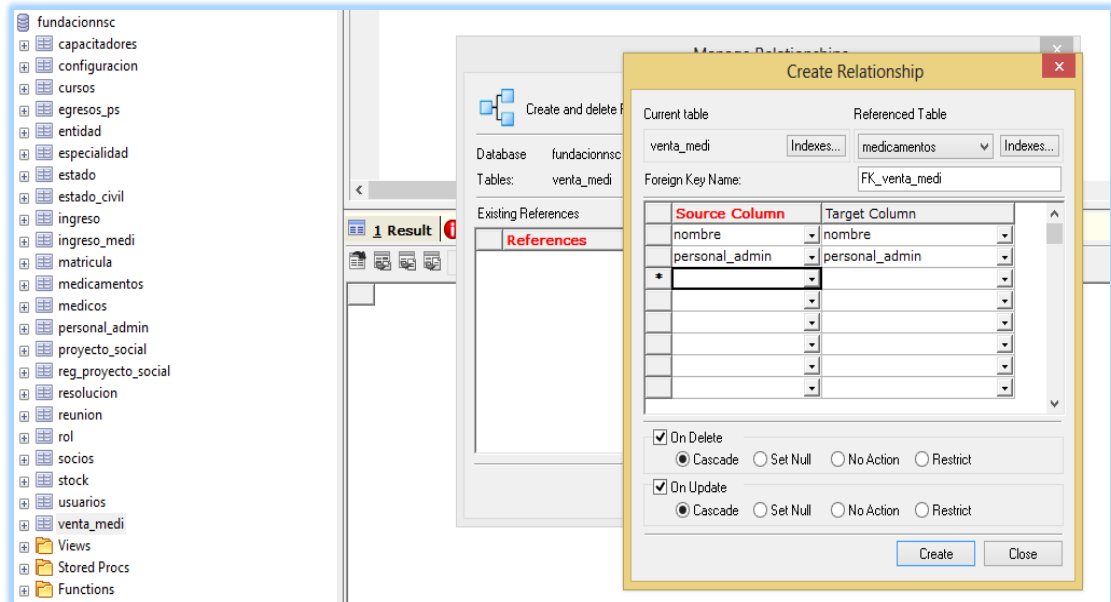 fundacionnsc
capacitadores
configuracion
cursos
egresos_ps
entidad
especialidad
estado
estado_civil
ingreso
ingreso_medi
matricula
medicamentos
medicos
personal_admin
proyecto_social
reg_proyecto_social
resolucion
reunion
rol
socios
stock
usuarios
venta_medi
Views
Stored Procs
Functions
1 Result
Manage Relationships
Create and delete
Database fundacionnsc
Tables: venta_medi
Existing References
References
Create Relationship
Current table Referenced Table
venta_medi Indexes... medicamentos Indexes...
Foreign Key Name: FK_venta_medi
Source Column Target Column
nombre nombre
personal_admin personal_admin
*
On Delete
Cascade Set Null No Action Restrict
On Update
Cascade Set Null No Action Restrict
Create Close